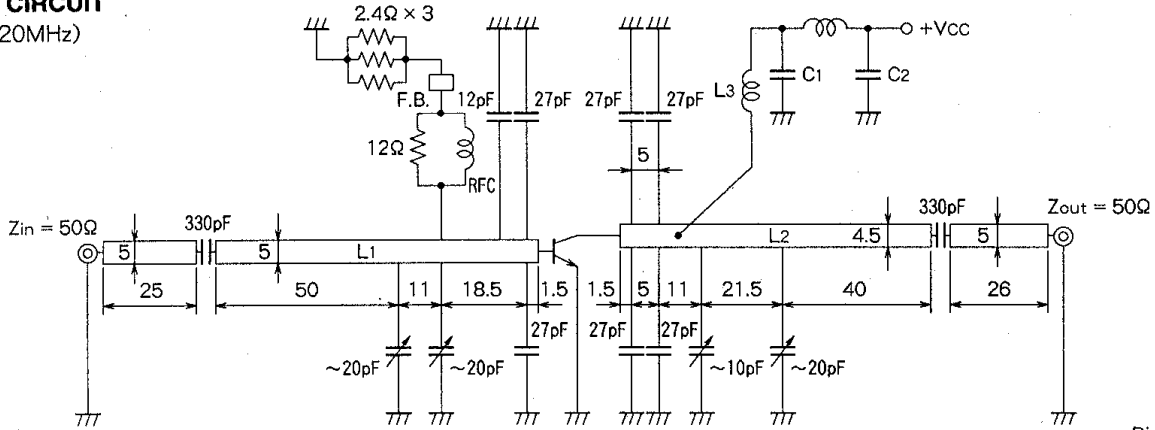 CIRCUIT
20MHz)
2.4Ω × 3
F.B.
12Ω
RFC
12pF
27pF
27pF
27pF
+VCC
C1
C2
L3
5
Zin = 50Ω
330pF
5
5
L1
L2
4.5
330pF
5
Zout = 50Ω
25
50
11
18.5
1.5
1.5
5
11
21.5
40
26
~20pF
~20pF
27pF
27pF
27pF
~10pF
~20pF